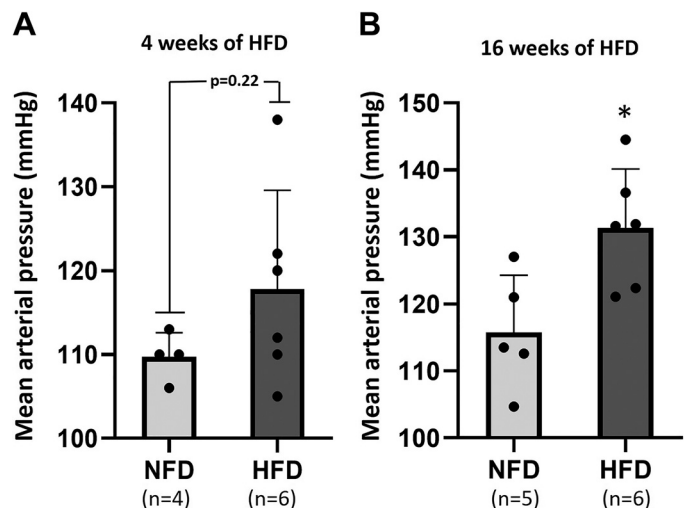 A
4 weeks of HFD
p=0.22
Mean arterial pressure (mmHg)
140
130
120
110
100
NFD
(n=4)
HFD
(n=6)
B
16 weeks of HFD
*
Mean arterial pressure (mmHg)
150
140
130
120
110
100
NFD
(n=5)
HFD
(n=6)